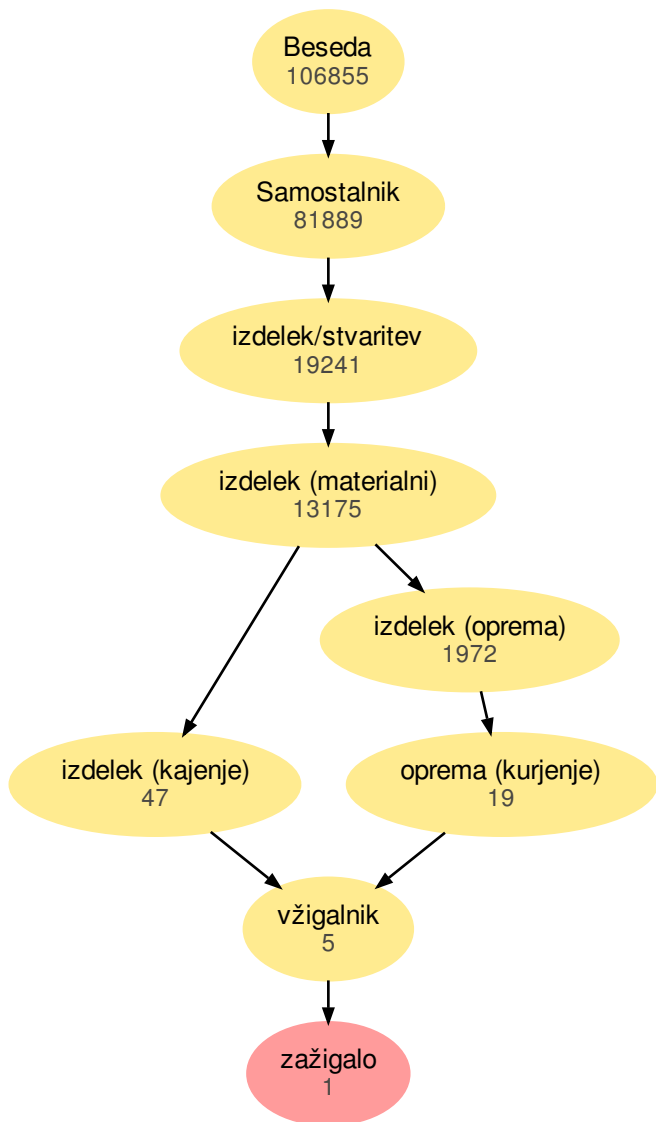 Beseda
106855
Samostalnik
81889
izdelek/stvaritev
19241
izdelek (materialni)
13175
izdelek (oprema)
1972
izdelek (kajenje)
47
oprema (kurjenje)
19
vžigalnik
5
zažigalo
1